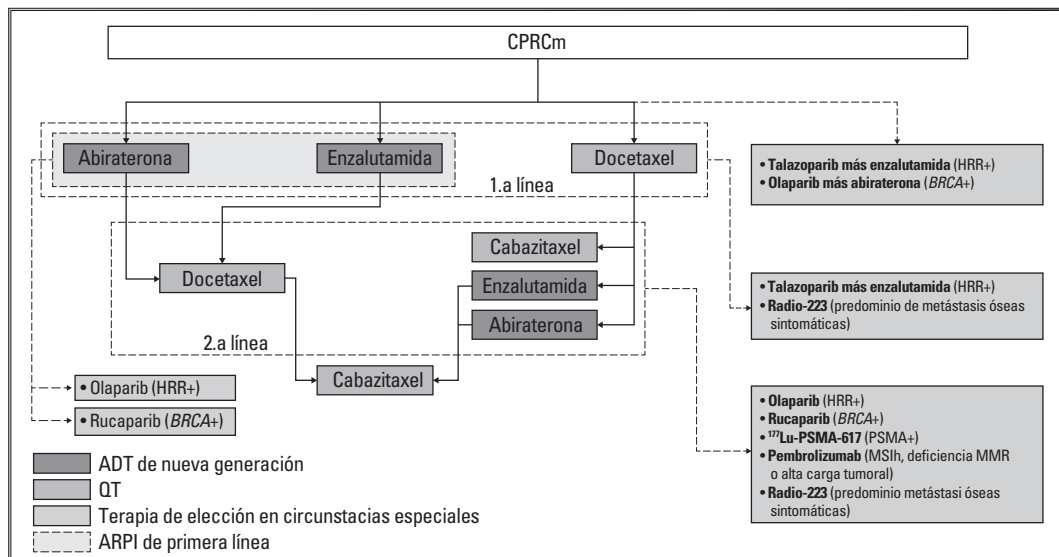 CPRCm
Abiraterona
Enzalutamida
Docetaxel
1.a línea
• Talazoparib más enzalutamida (HRR+)
• Olaparib más abiraterona (BRCA+)
Cabazitaxel
Docetaxel
Enzalutamida
Abiraterona
2.a línea
Cabazitaxel
• Talazoparib más enzalutamida (HRR+)
• Radio-223 (predominio de metástasis óseas
sintomáticas)
• Olaparib (HRR+)
• Rucaparib (BRCA+)
• Olaparib (HRR+)
• Rucaparib (BRCA+)
• ¹⁷⁷Lu-PSMA-617 (PSMA+)
• Pembrolizumab (MSIh, deficiencia MMR
o alta carga tumoral)
• Radio-223 (predominio metástasi óseas
sintomáticas)
ADT de nueva generación
QT
Terapia de elección en circunstacias especiales
ARPI de primera línea